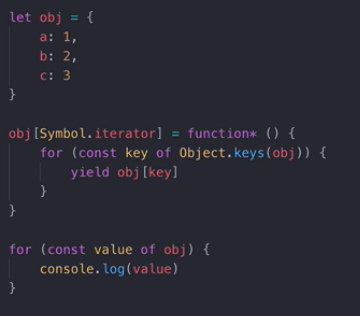 let obj = {
    a: 1,
    b: 2,
    c: 3
}

obj[Symbol.iterator] = function* () {
    for (const key of Object.keys(obj)) {
        yield obj[key]
    }
}

for (const value of obj) {
    console.log(value)
}